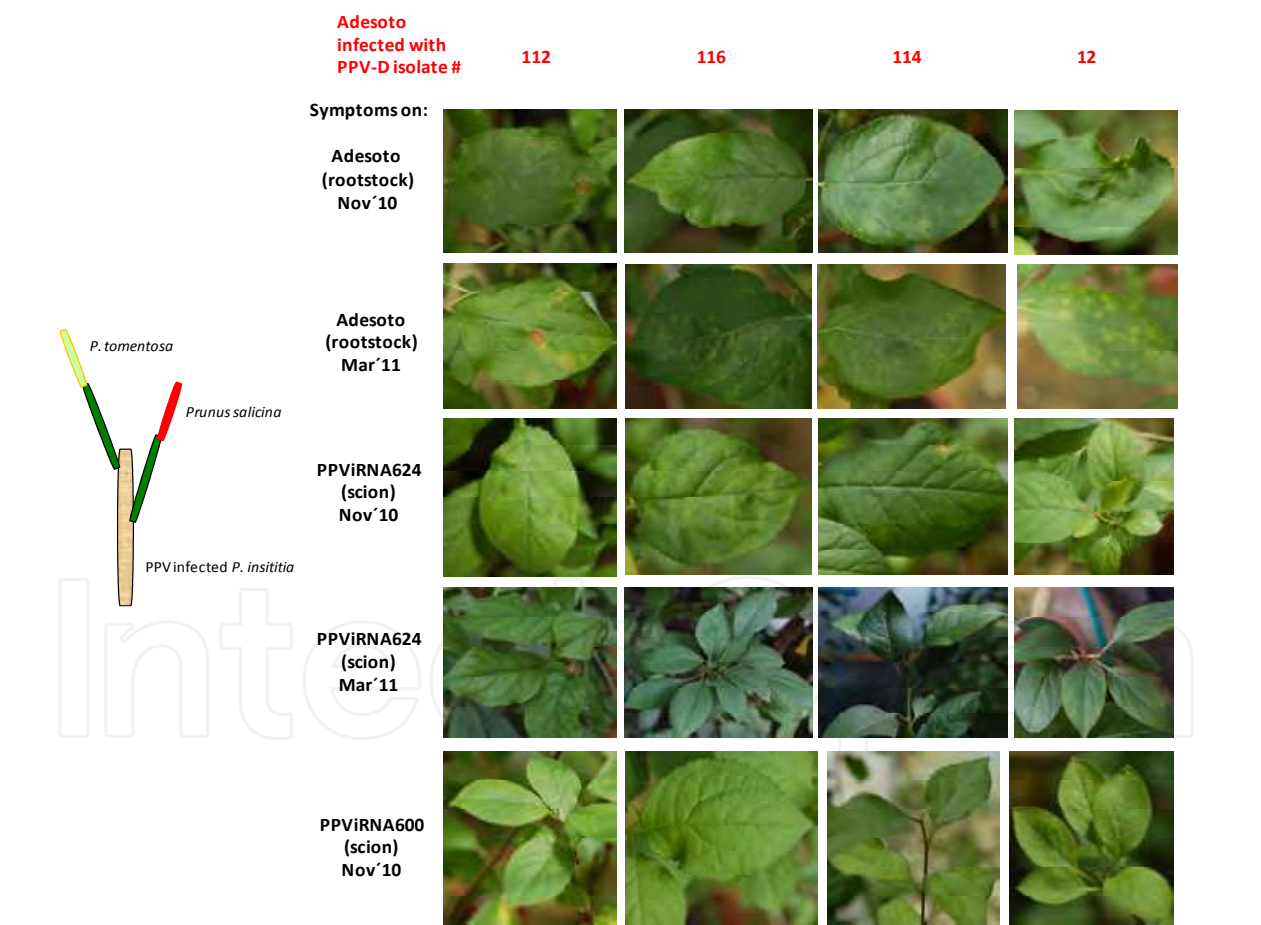 Adesoto
infected with
PPV-D isolate #
112
116
114
12
Symptoms on:
Adesoto
(rootstock)
Nov´10
Adesoto
(rootstock)
Mar´11
P. tomentosa
Prunus salicina
PPViRNA624
(scion)
Nov´10
PPV infected P. insititia
PPViRNA624
(scion)
Mar´11
PPViRNA600
(scion)
Nov´10